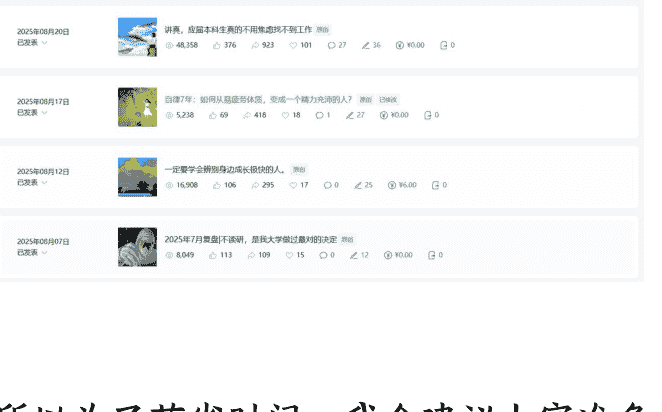 2025年08月20日
已发表
讲真，应届本科生真的不用焦虑找不到工作 原创
48,358 376 923 101 27 36 ¥0.00 0
2025年08月17日
已发表
自律7年：如何从易疲劳体质，变成一个精力充沛的人？ 原创 已修改
5,238 69 418 18 1 27 ¥0.00 0
2025年08月12日
已发表
一定要学会辨别身边成长极快的人。 原创
16,908 106 295 17 0 25 ¥6.00 0
2025年08月07日
已发表
2025年7月复盘|不读研，是我大学做过最对的决定 原创
8,049 113 109 15 0 12 ¥0.00 0